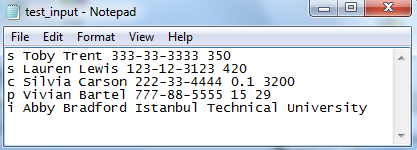 test_input - Notepad
File Edit Format View Help
s Toby Trent 333-33-3333 350
s Lauren Lewis 123-12-3123 420
c Silvia Carson 222-33-4444 0.1 3200
p Vivian Bartel 777-88-5555 15 29
i Abby Bradford Istanbul Technical University